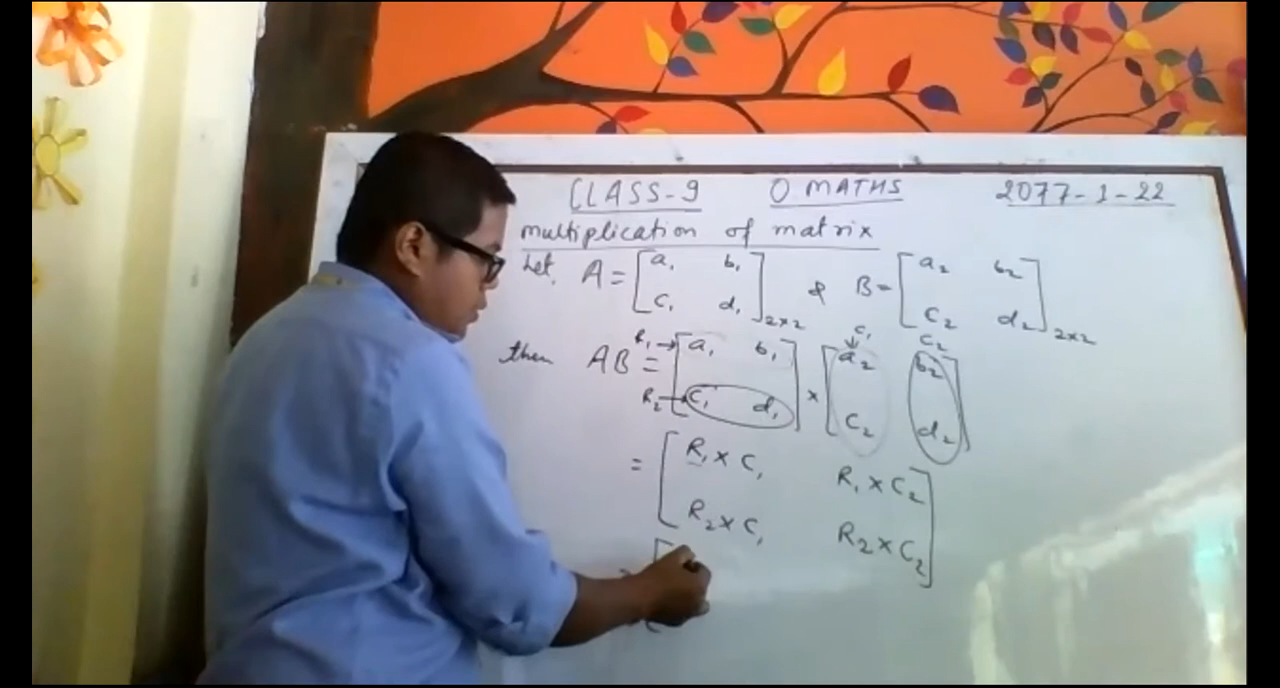 CLASS-9 O MATHS 2077-1-22
multiplication of matrix
Let, A = [a₁ b₁ & B = [a₂ b₂
c₁ d₁]₂ₓ₂ c₂ d₂]₂ₓ₂
c₁ c₂
then AB = R₁→ [a₁ b₁ × [a₂ b₂
R₂→ c₁ d₁] c₂ d₂]
= [R₁ × C₁ R₁ × C₂
R₂ × C₁ R₂ × C₂]